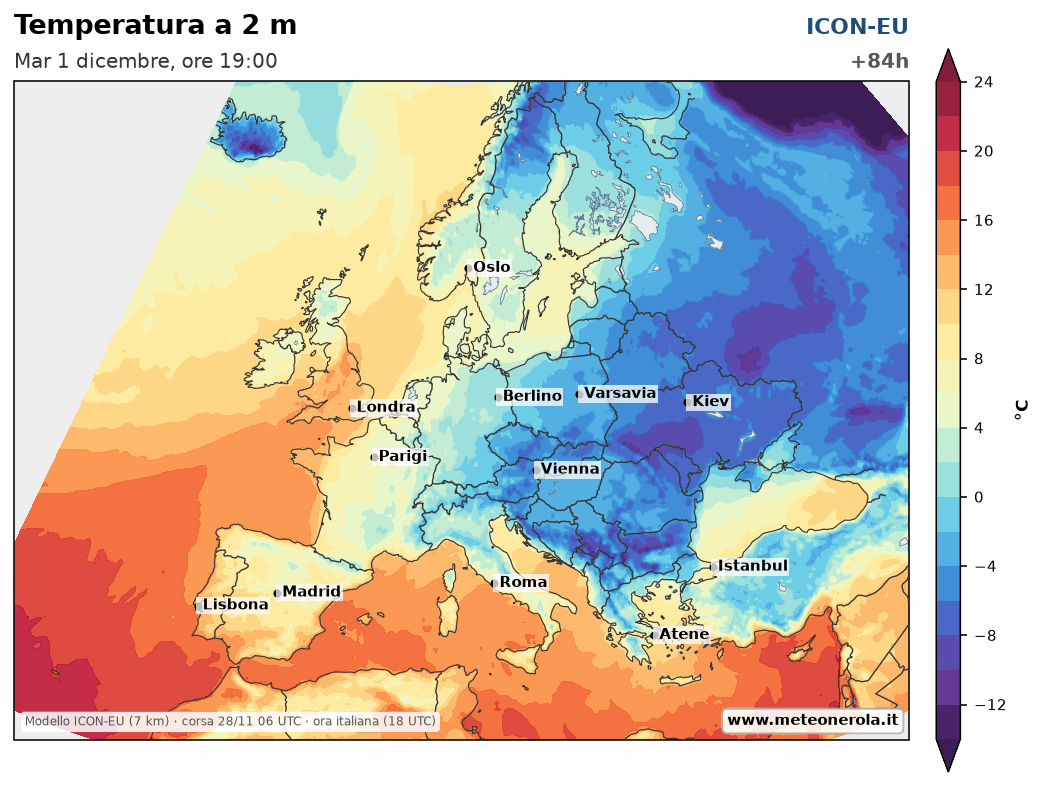 Temperatura a 2 m
ICON-EU
Mar 1 dicembre, ore 19:00
+84h
24
20
16
12
8
4
0
−4
−8
−12
°C
Oslo
Berlino
Varsavia
Kiev
Londra
Parigi
Vienna
Istanbul
Roma
Madrid
Lisbona
Atene
Modello ICON-EU (7 km) · corsa 28/11 06 UTC · ora italiana (18 UTC)
www.meteonerola.it